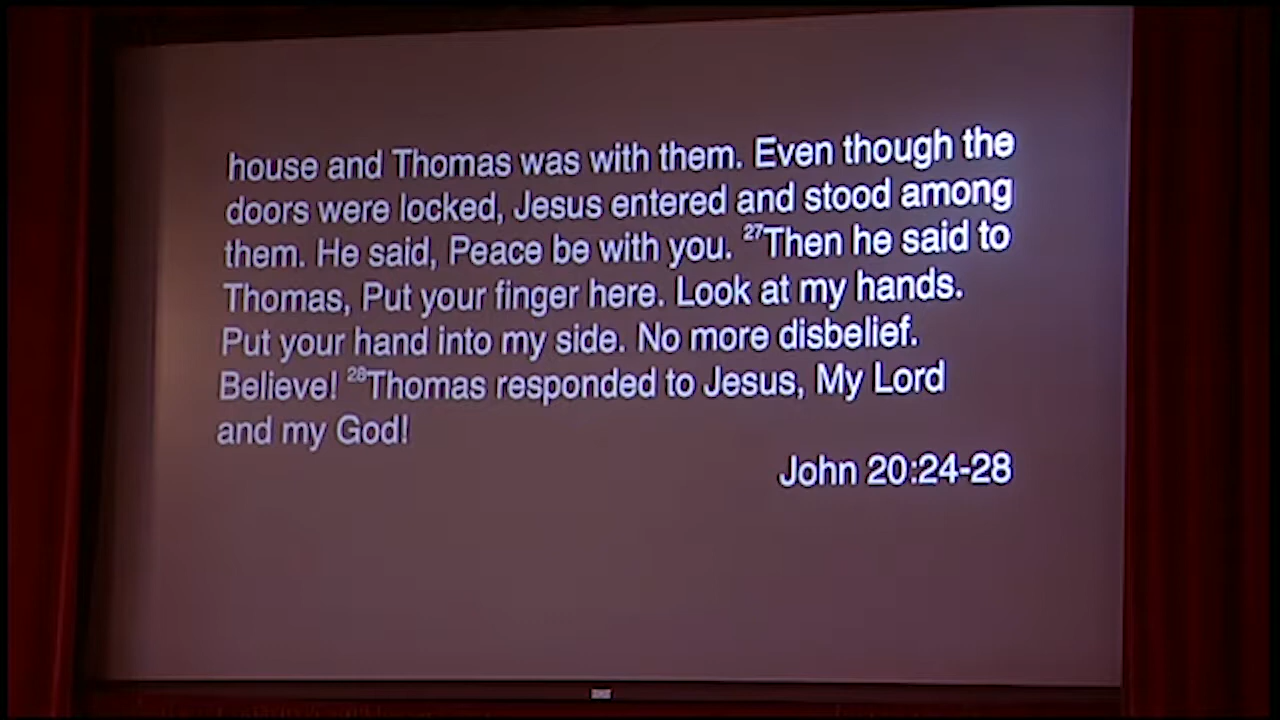 house and Thomas was with them. Even though the
doors were locked, Jesus entered and stood among
them. He said, Peace be with you. ²⁷Then he said to
Thomas, Put your finger here. Look at my hands.
Put your hand into my side. No more disbelief.
Believe! ²⁸Thomas responded to Jesus, My Lord
and my God!
John 20:24-28